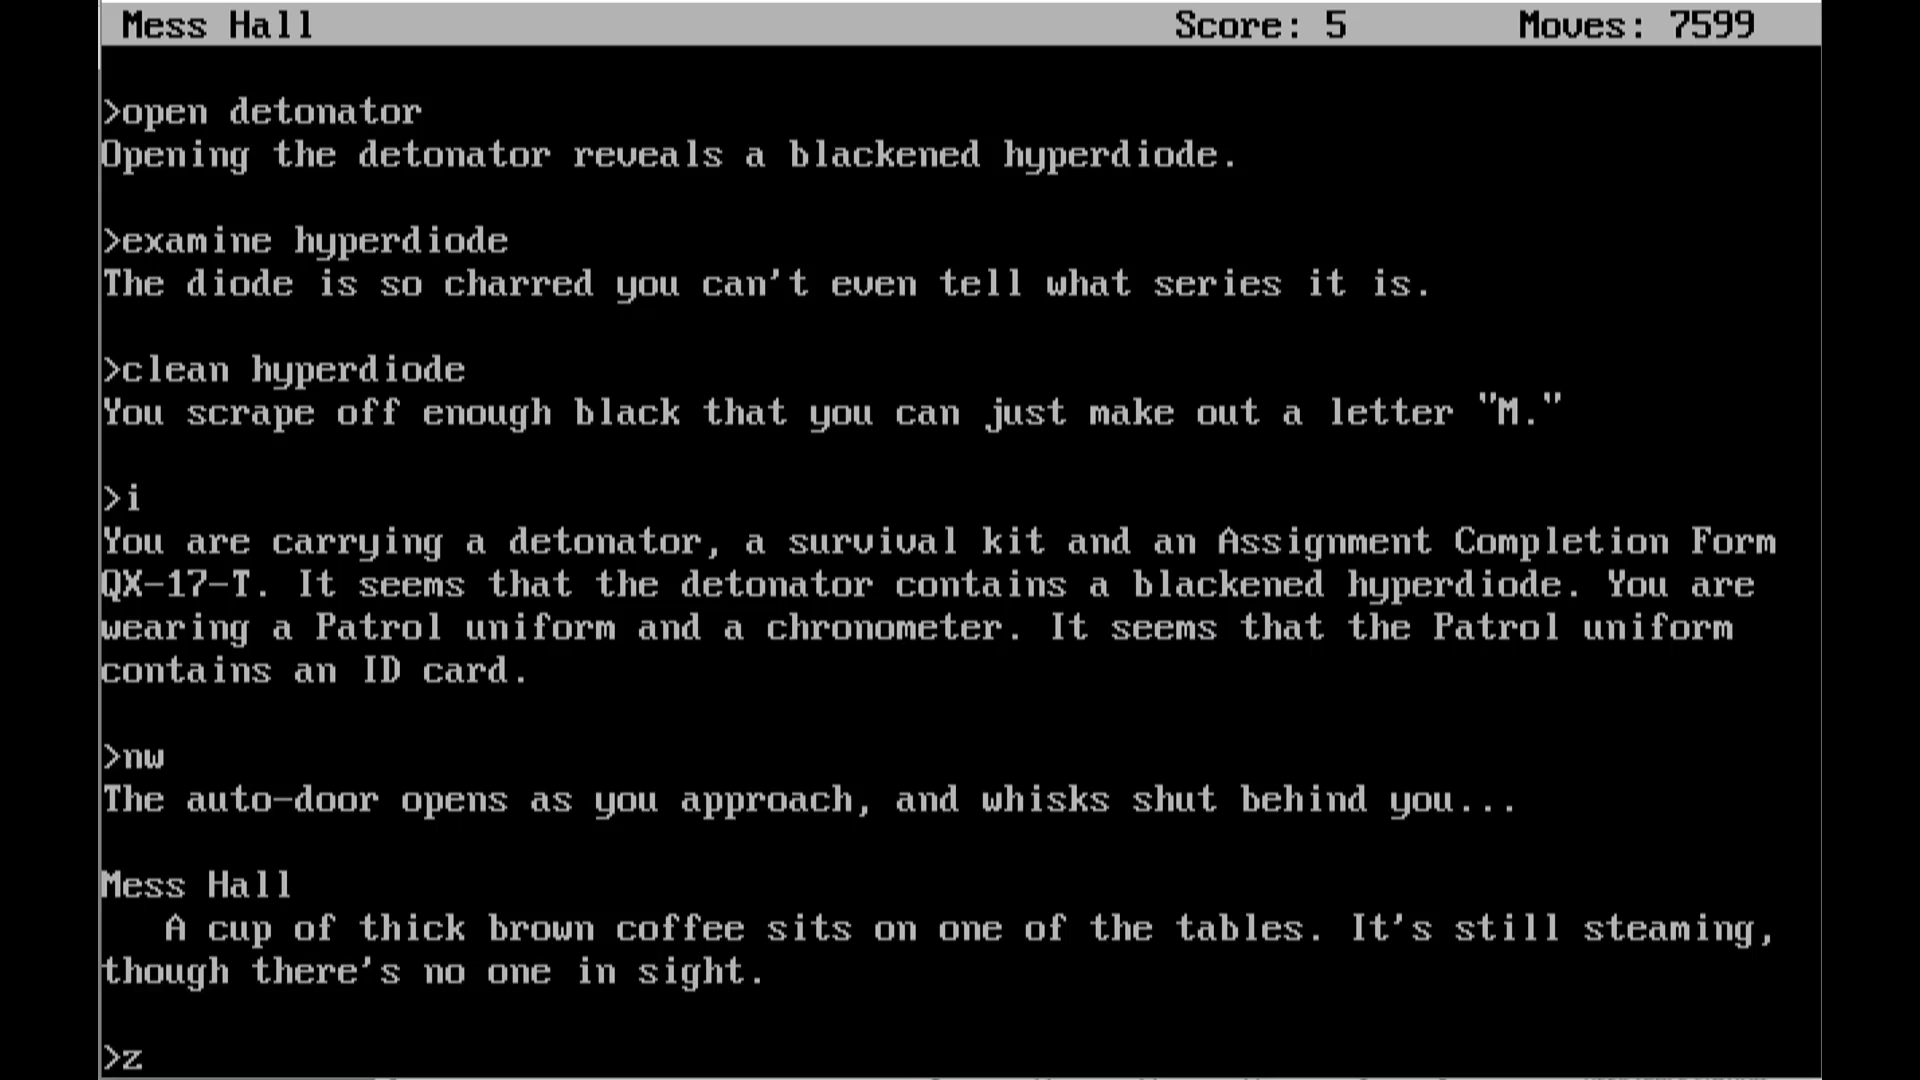 Mess Hall Score: 5 Moves: 7599
>open detonator
Opening the detonator reveals a blackened hyperdiode.
>examine hyperdiode
The diode is so charred you can't even tell what series it is.
>clean hyperdiode
You scrape off enough black that you can just make out a letter "M."
>i
You are carrying a detonator, a survival kit and an Assignment Completion Form
QX-17-T. It seems that the detonator contains a blackened hyperdiode. You are
wearing a Patrol uniform and a chronometer. It seems that the Patrol uniform
contains an ID card.
>nw
The auto-door opens as you approach, and whisks shut behind you...
Mess Hall
A cup of thick brown coffee sits on one of the tables. It's still steaming,
though there's no one in sight.
>z